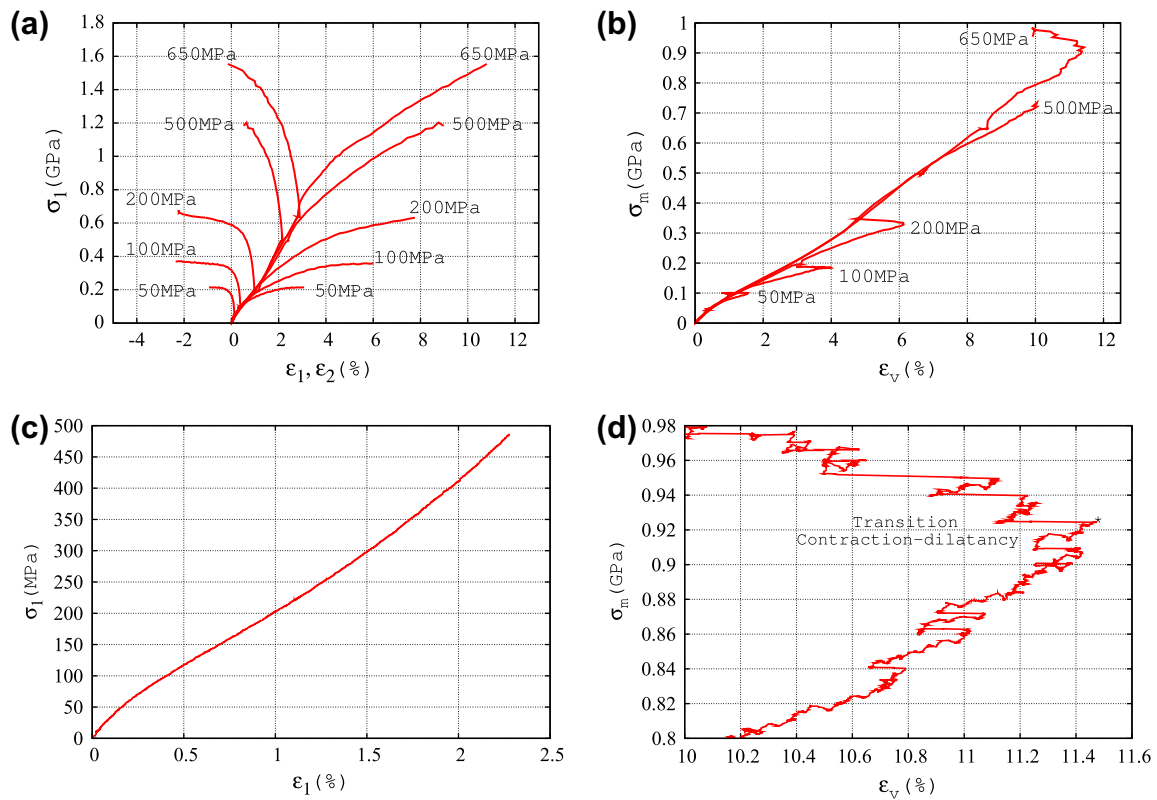 (a)
1.8
1.6
1.4
1.2
1
0.8
0.6
0.4
0.2
0
σ1(GPa)
650MPa
650MPa
500MPa
500MPa
200MPa
200MPa
100MPa
100MPa
50MPa
50MPa
-4 -2 0 2 4 6 8 10 12
ε1, ε2(%)
(b)
1
0.9
0.8
0.7
0.6
0.5
0.4
0.3
0.2
0.1
0
σm(GPa)
650MPa
500MPa
200MPa
100MPa
50MPa
0 2 4 6 8 10 12
εv(%)
(c)
500
450
400
350
300
250
200
150
100
50
0
σ1(MPa)
0 0.5 1 1.5 2 2.5
ε1(%)
(d)
0.98
0.96
0.94
0.92
0.9
0.88
0.86
0.84
0.82
0.8
σm(GPa)
*
Transition
Contraction-dilatancy
10 10.2 10.4 10.6 10.8 11 11.2 11.4 11.6
εv(%)